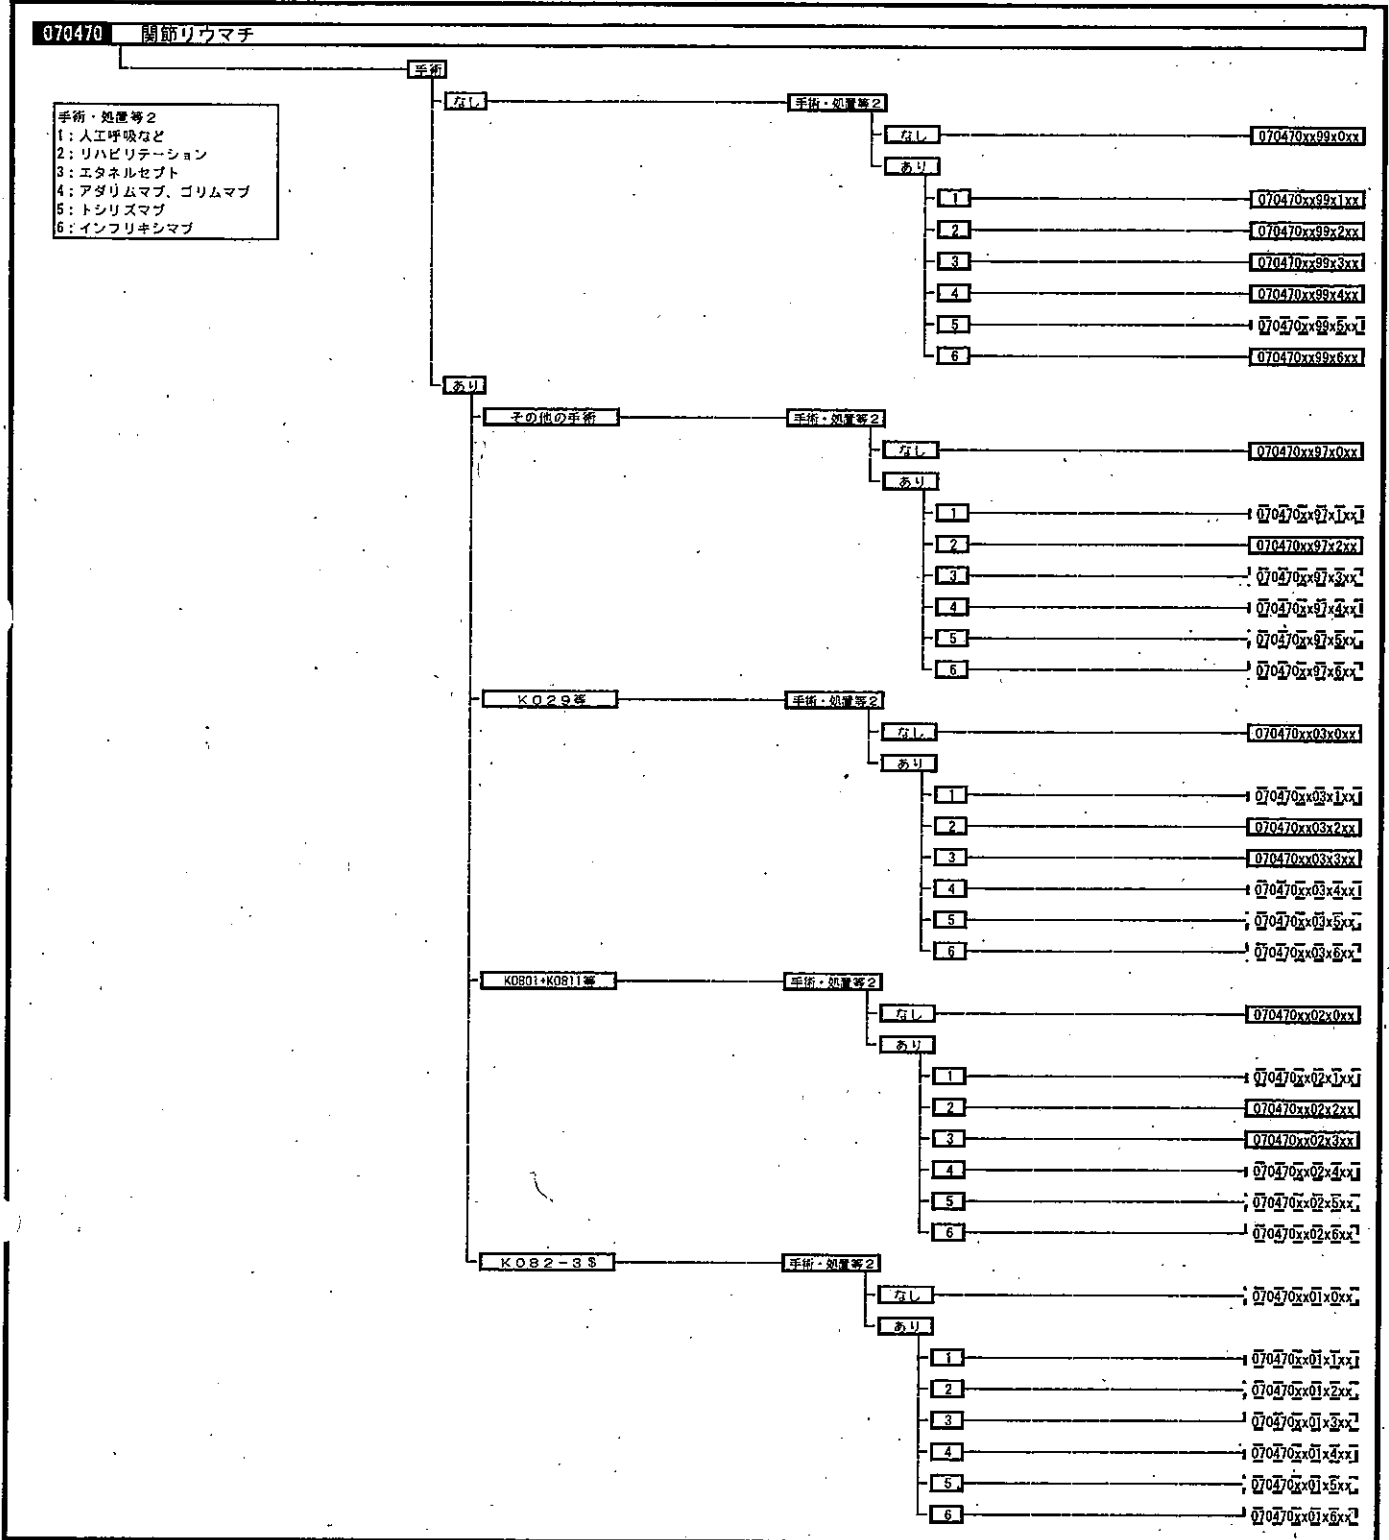 070470 関節リウマチ
手術
手術・処置等2
1：人工呼吸など
2：リハビリテーション
3：エタネルセプト
4：アダリムマブ、ゴリムマブ
5：トシリズマブ
6：インフリキシマブ
なし 手術・処置等2
なし 070470xx99x0xx
あり
1 070470xx99x1xx
2 070470xx99x2xx
3 070470xx99x3xx
4 070470xx99x4xx
5 070470xx99x5xx
6 070470xx99x6xx
あり
その他の手術 手術・処置等2
なし 070470xx97x0xx
あり
1 070470xx97x1xx
2 070470xx97x2xx
3 070470xx97x3xx
4 070470xx97x4xx
5 070470xx97x5xx
6 070470xx97x6xx
K029等 手術・処置等2
なし 070470xx03x0xx
あり
1 070470xx03x1xx
2 070470xx03x2xx
3 070470xx03x3xx
4 070470xx03x4xx
5 070470xx03x5xx
6 070470xx03x6xx
K0801+K0811等 手術・処置等2
なし 070470xx02x0xx
あり
1 070470xx02x1xx
2 070470xx02x2xx
3 070470xx02x3xx
4 070470xx02x4xx
5 070470xx02x5xx
6 070470xx02x6xx
K082-3$ 手術・処置等2
なし 070470xx01x0xx
あり
1 070470xx01x1xx
2 070470xx01x2xx
3 070470xx01x3xx
4 070470xx01x4xx
5 070470xx01x5xx
6 070470xx01x6xx